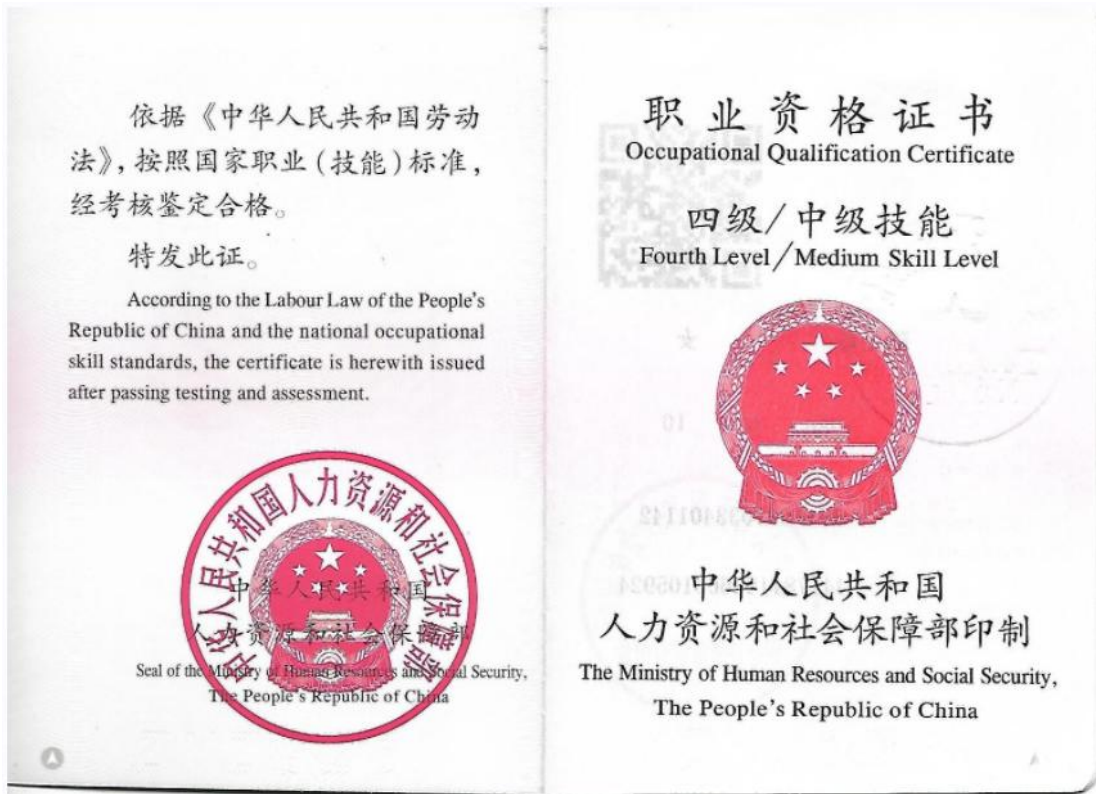 依据《中华人民共和国劳动
法》，按照国家职业（技能）标准，
经考核鉴定合格。
特发此证。
According to the Labour Law of the People's
Republic of China and the national occupational
skill standards, the certificate is herewith issued
after passing testing and assessment.
中华人民共和国人力资源和社会保障部
中华人民共和国
人力资源和社会保障部
Seal of the Ministry of Human Resources and Social Security,
The People's Republic of China
职业资格证书
Occupational Qualification Certificate
四级/中级技能
Fourth Level/Medium Skill Level
中华人民共和国
人力资源和社会保障部印制
The Ministry of Human Resources and Social Security,
The People's Republic of China